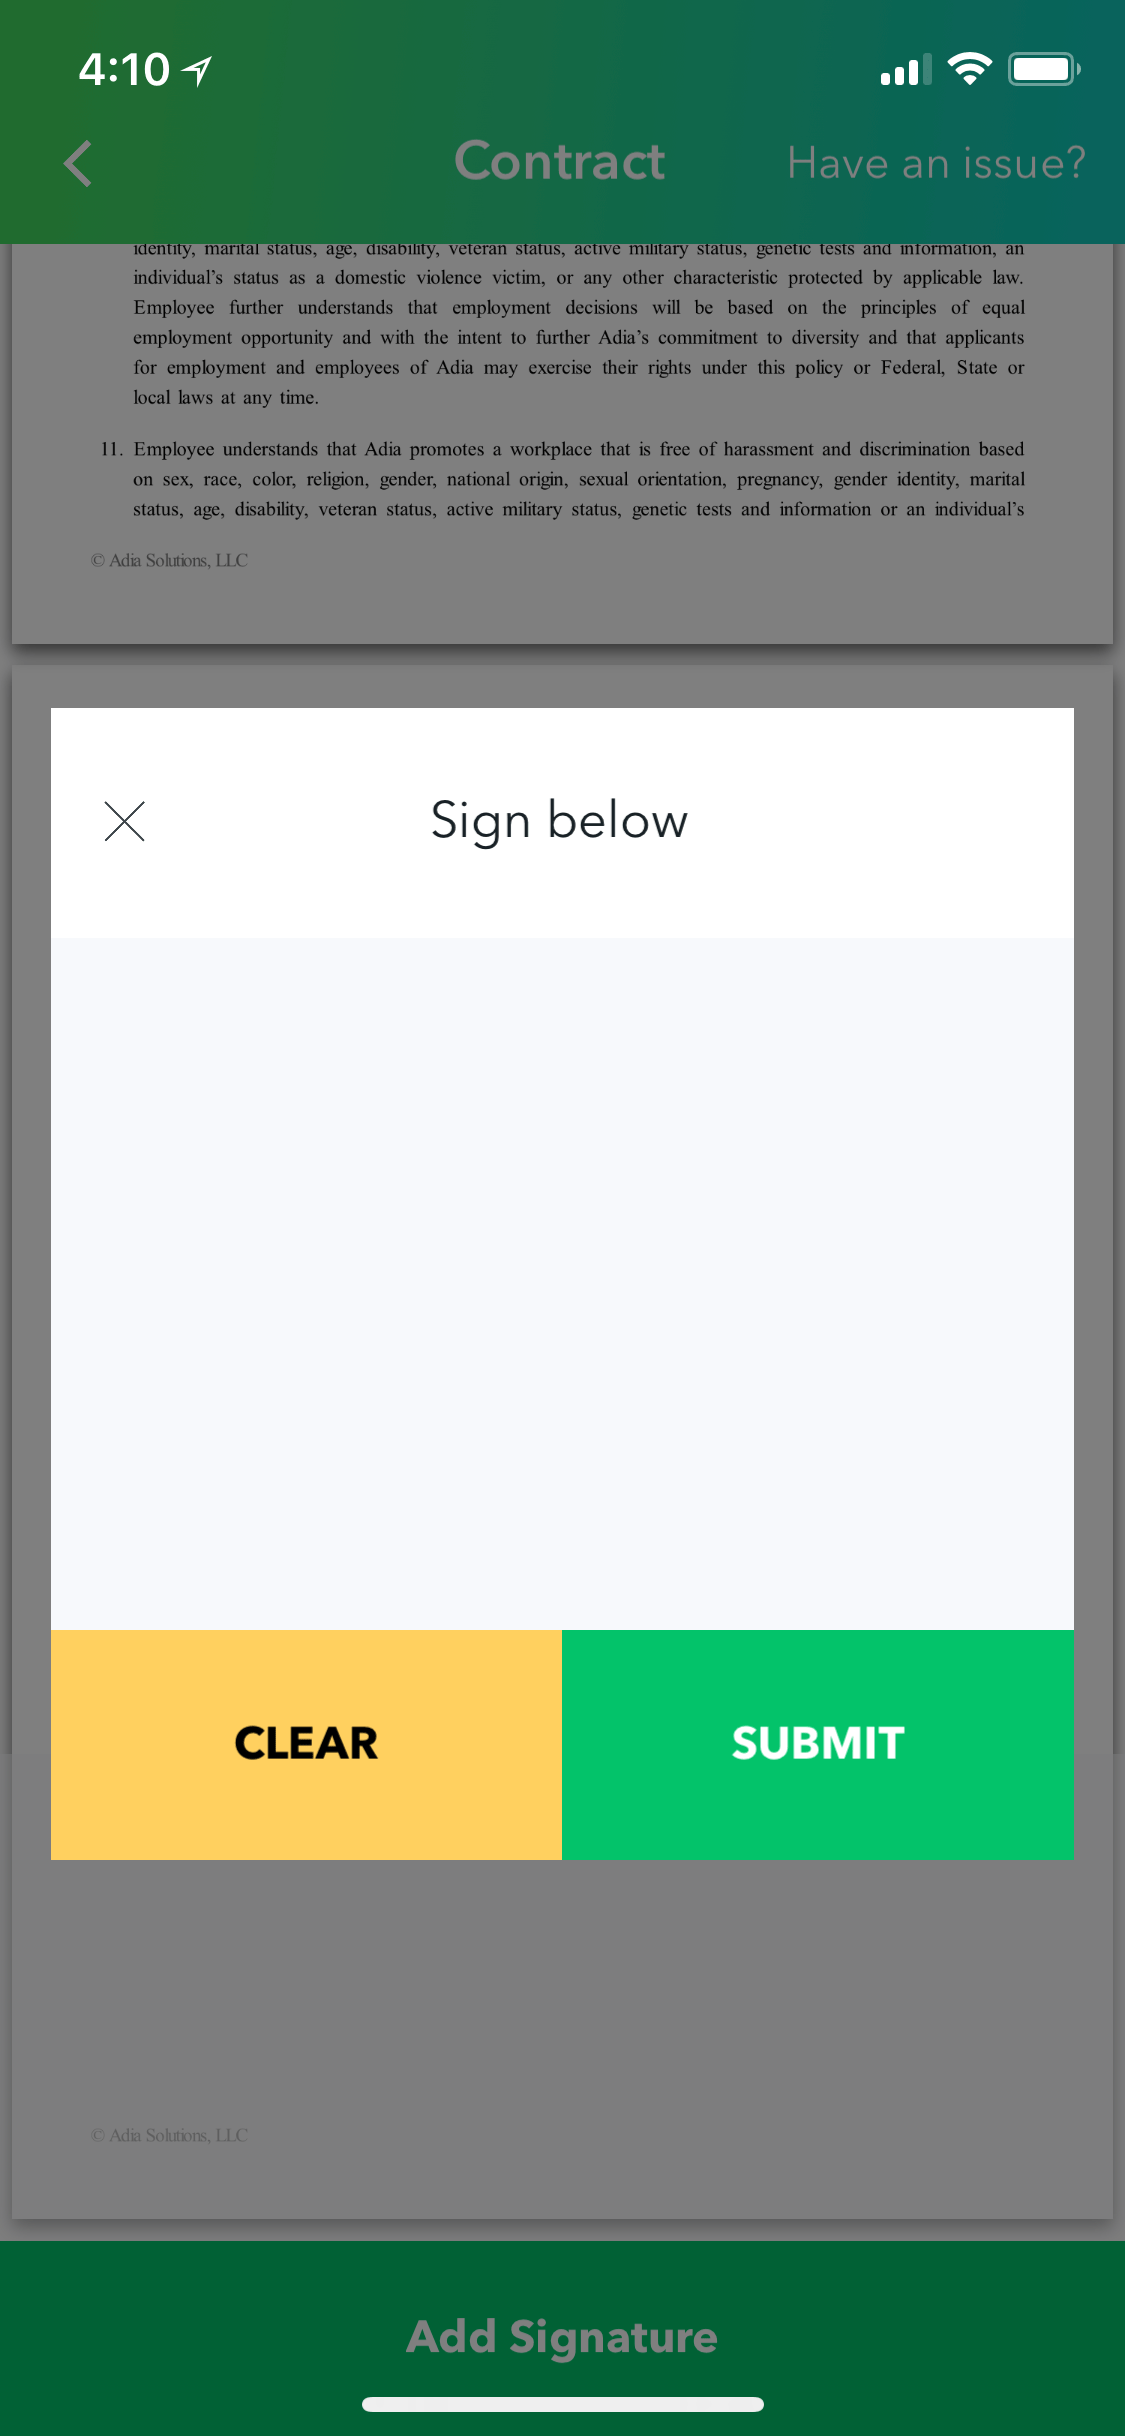 4:10
Contract
Have an issue?
identity, marital status, age, disability, veteran status, active military status, genetic tests and information, an
individual's status as a domestic violence victim, or any other characteristic protected by applicable law.
Employee further understands that employment decisions will be based on the principles of equal
employment opportunity and with the intent to further Adia's commitment to diversity and that applicants
for employment and employees of Adia may exercise their rights under this policy or Federal, State or
local laws at any time.
11. Employee understands that Adia promotes a workplace that is free of harassment and discrimination based
on sex, race, color, religion, gender, national origin, sexual orientation, pregnancy, gender identity, marital
status, age, disability, veteran status, active military status, genetic tests and information or an individual's
© Adia Solutions, LLC
Sign below
CLEAR
SUBMIT
© Adia Solutions, LLC
Add Signature